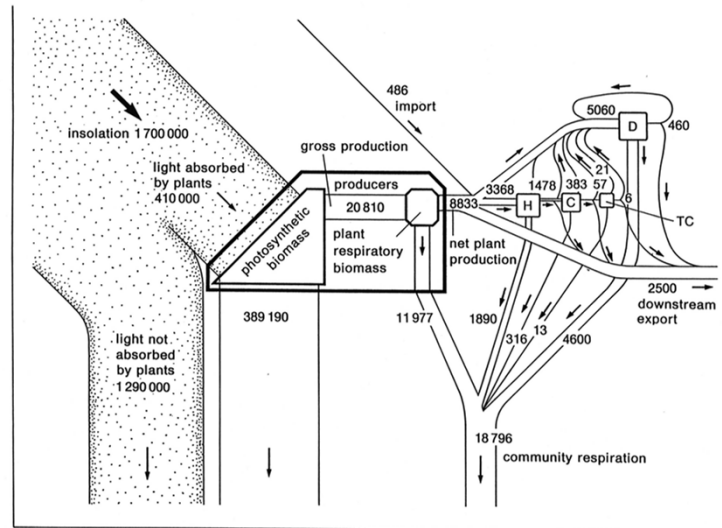 486
import
insolation 1 700 000
light absorbed
by plants
410 000
gross production
producers
20 810
photosynthetic
biomass
plant
respiratory
biomass
8833
net plant
production
3368
1478
383
57
21
6
5060
460
D
H
C
TC
2500
downstream
export
light not
absorbed
by plants
1 290 000
389 190
11 977
1890
316
13
4600
18 796
community respiration